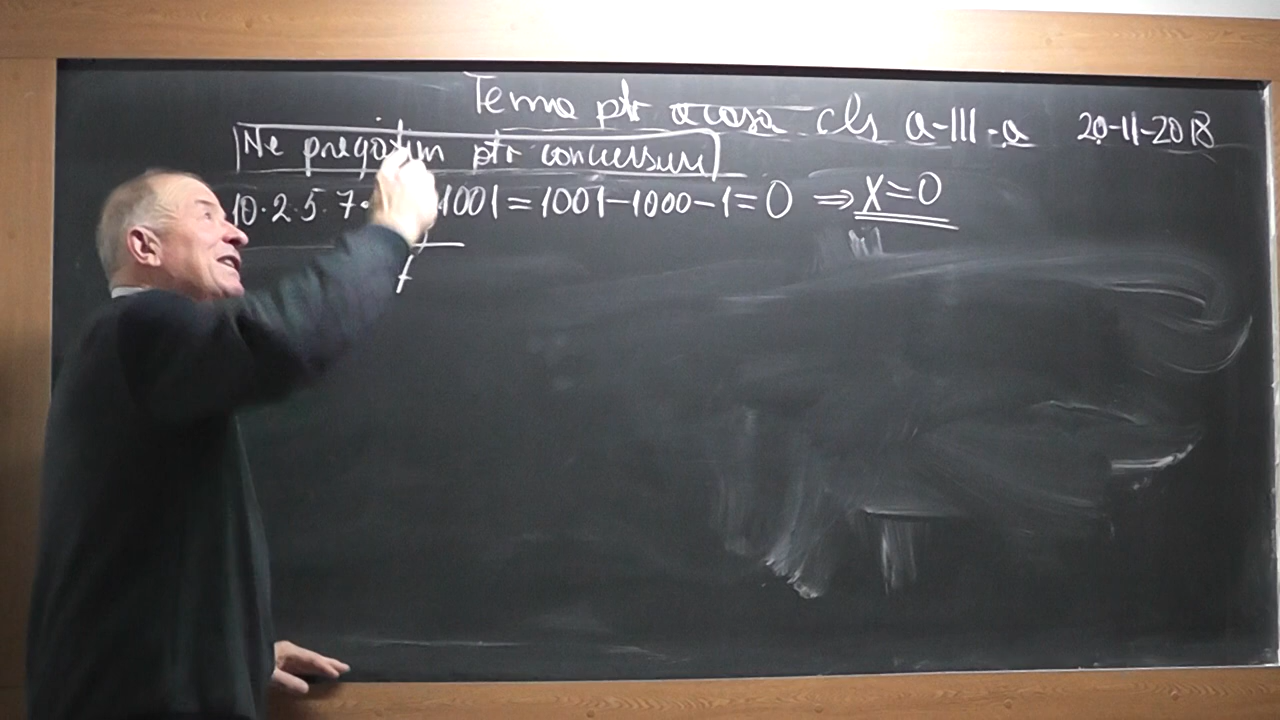 Tema ptr acasa cls a-III-a 20-11-2018
Ne pregatim ptr concursuri
10·2·5·7· 1001=1001-1000-1=0 ⇒X=0